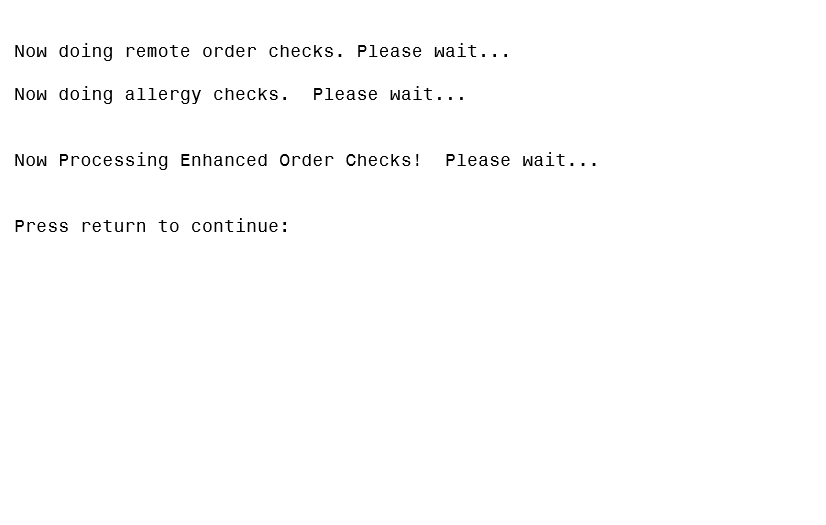 Now doing remote order checks. Please wait...
Now doing allergy checks.  Please wait...
Now Processing Enhanced Order Checks!  Please wait...
Press return to continue: